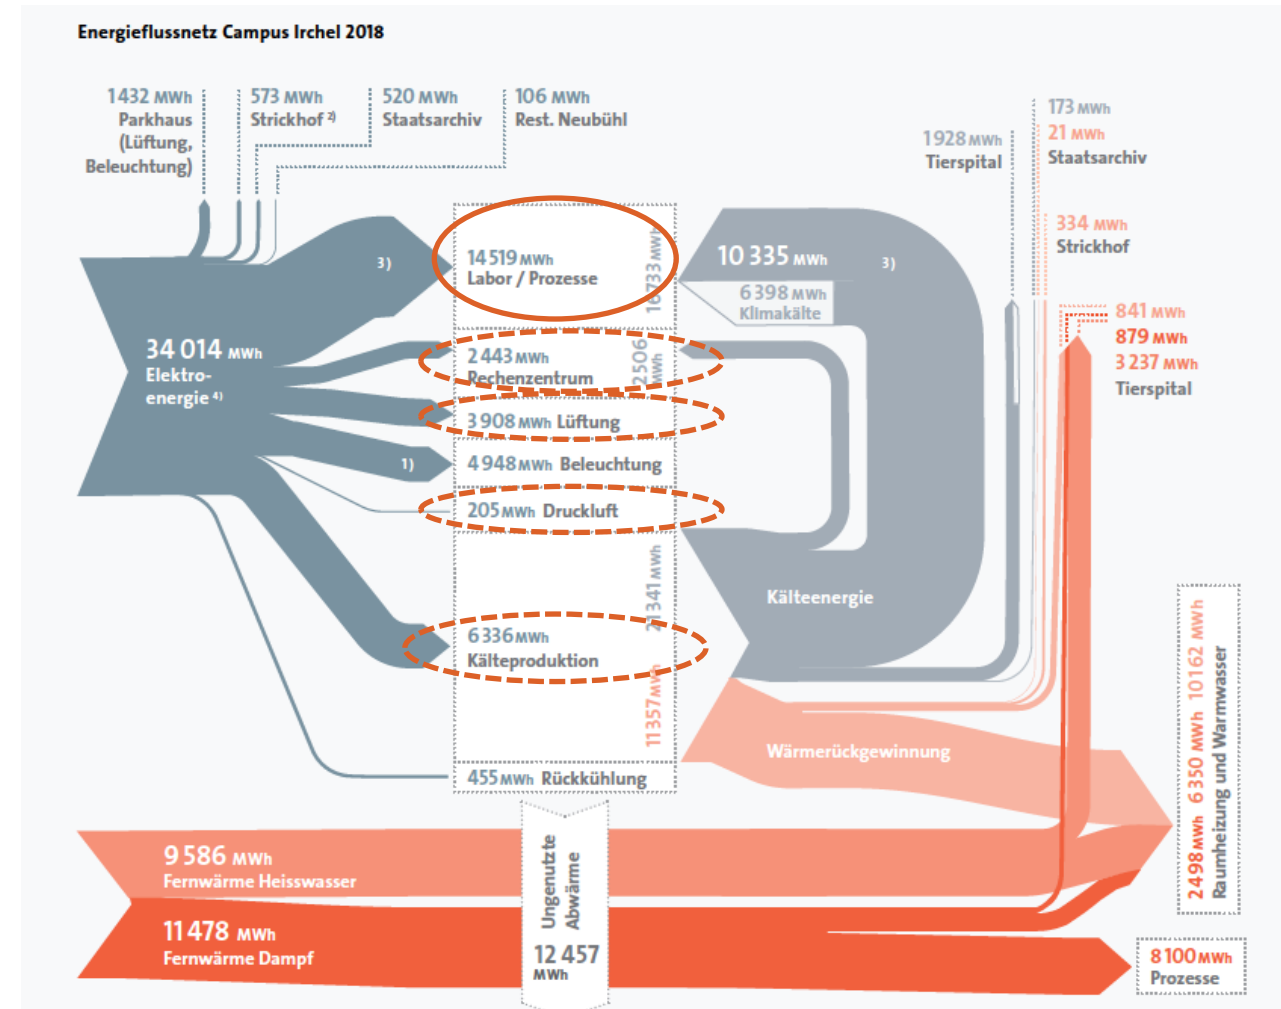 Energieflussnetz Campus Irchel 2018
1 432 MWh
Parkhaus
(Lüftung,
Beleuchtung)
573 MWh
Strickhof 2)
520 MWh
Staatsarchiv
106 MWh
Rest. Neubühl
1 928 MWh
Tierspital
173 MWh
21 MWh
Staatsarchiv
334 MWh
Strickhof
841 MWh
879 MWh
3 237 MWh
Tierspital
34 014 MWh
Elektro-
energie 4)
3)
1)
14 519 MWh
Labor / Prozesse
16 733 MWh
2 443 MWh
Rechenzentrum
2 506
MWh
3 908 MWh Lüftung
4 948 MWh Beleuchtung
205 MWh Druckluft
6 336 MWh
Kälteproduktion
21 341 MWh
11 357 MWh
455 MWh Rückkühlung
10 335 MWh
3)
6 398 MWh
Klimakälte
Kälteenergie
Wärmerückgewinnung
9 586 MWh
Fernwärme Heisswasser
11 478 MWh
Fernwärme Dampf
Ungenutzte
Abwärme
12 457
MWh
2 498 MWh 6 350 MWh 10 162 MWh
Raumheizung und Warmwasser
8 100 MWh
Prozesse